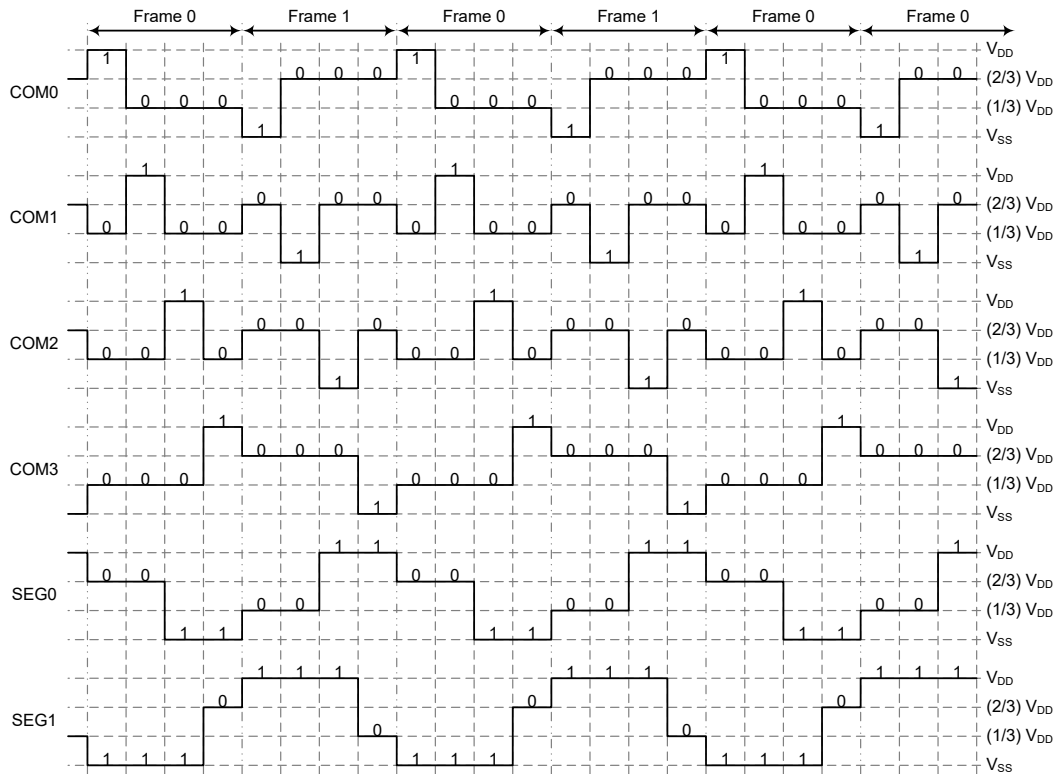 Frame 0 Frame 1 Frame 0 Frame 1 Frame 0 Frame 0
1 1 1 VDD
0 0 0 0 0 0 0 0 (2/3) VDD
COM0
0 0 0 0 0 0 0 0 0 (1/3) VDD
1 1 1 VSS
1 1 1 VDD
0 0 0 0 0 0 0 0 (2/3) VDD
COM1
0 0 0 0 0 0 0 0 0 (1/3) VDD
1 1 1 VSS
1 1 1 VDD
0 0 0 0 0 0 0 0 (2/3) VDD
COM2
0 0 0 0 0 0 0 0 0 (1/3) VDD
1 1 1 VSS
1 1 1 VDD
0 0 0 0 0 0 0 0 0 (2/3) VDD
COM3
0 0 0 0 0 0 0 0 0 (1/3) VDD
1 1 VSS
1 1 1 1 1 VDD
0 0 0 0 0 0 (2/3) VDD
SEG0
0 0 0 0 0 0 (1/3) VDD
1 1 1 1 1 1 VSS
1 1 1 1 1 1 1 1 1 VDD
0 0 0 (2/3) VDD
SEG1
0 0 (1/3) VDD
1 1 1 1 1 1 1 1 1 VSS